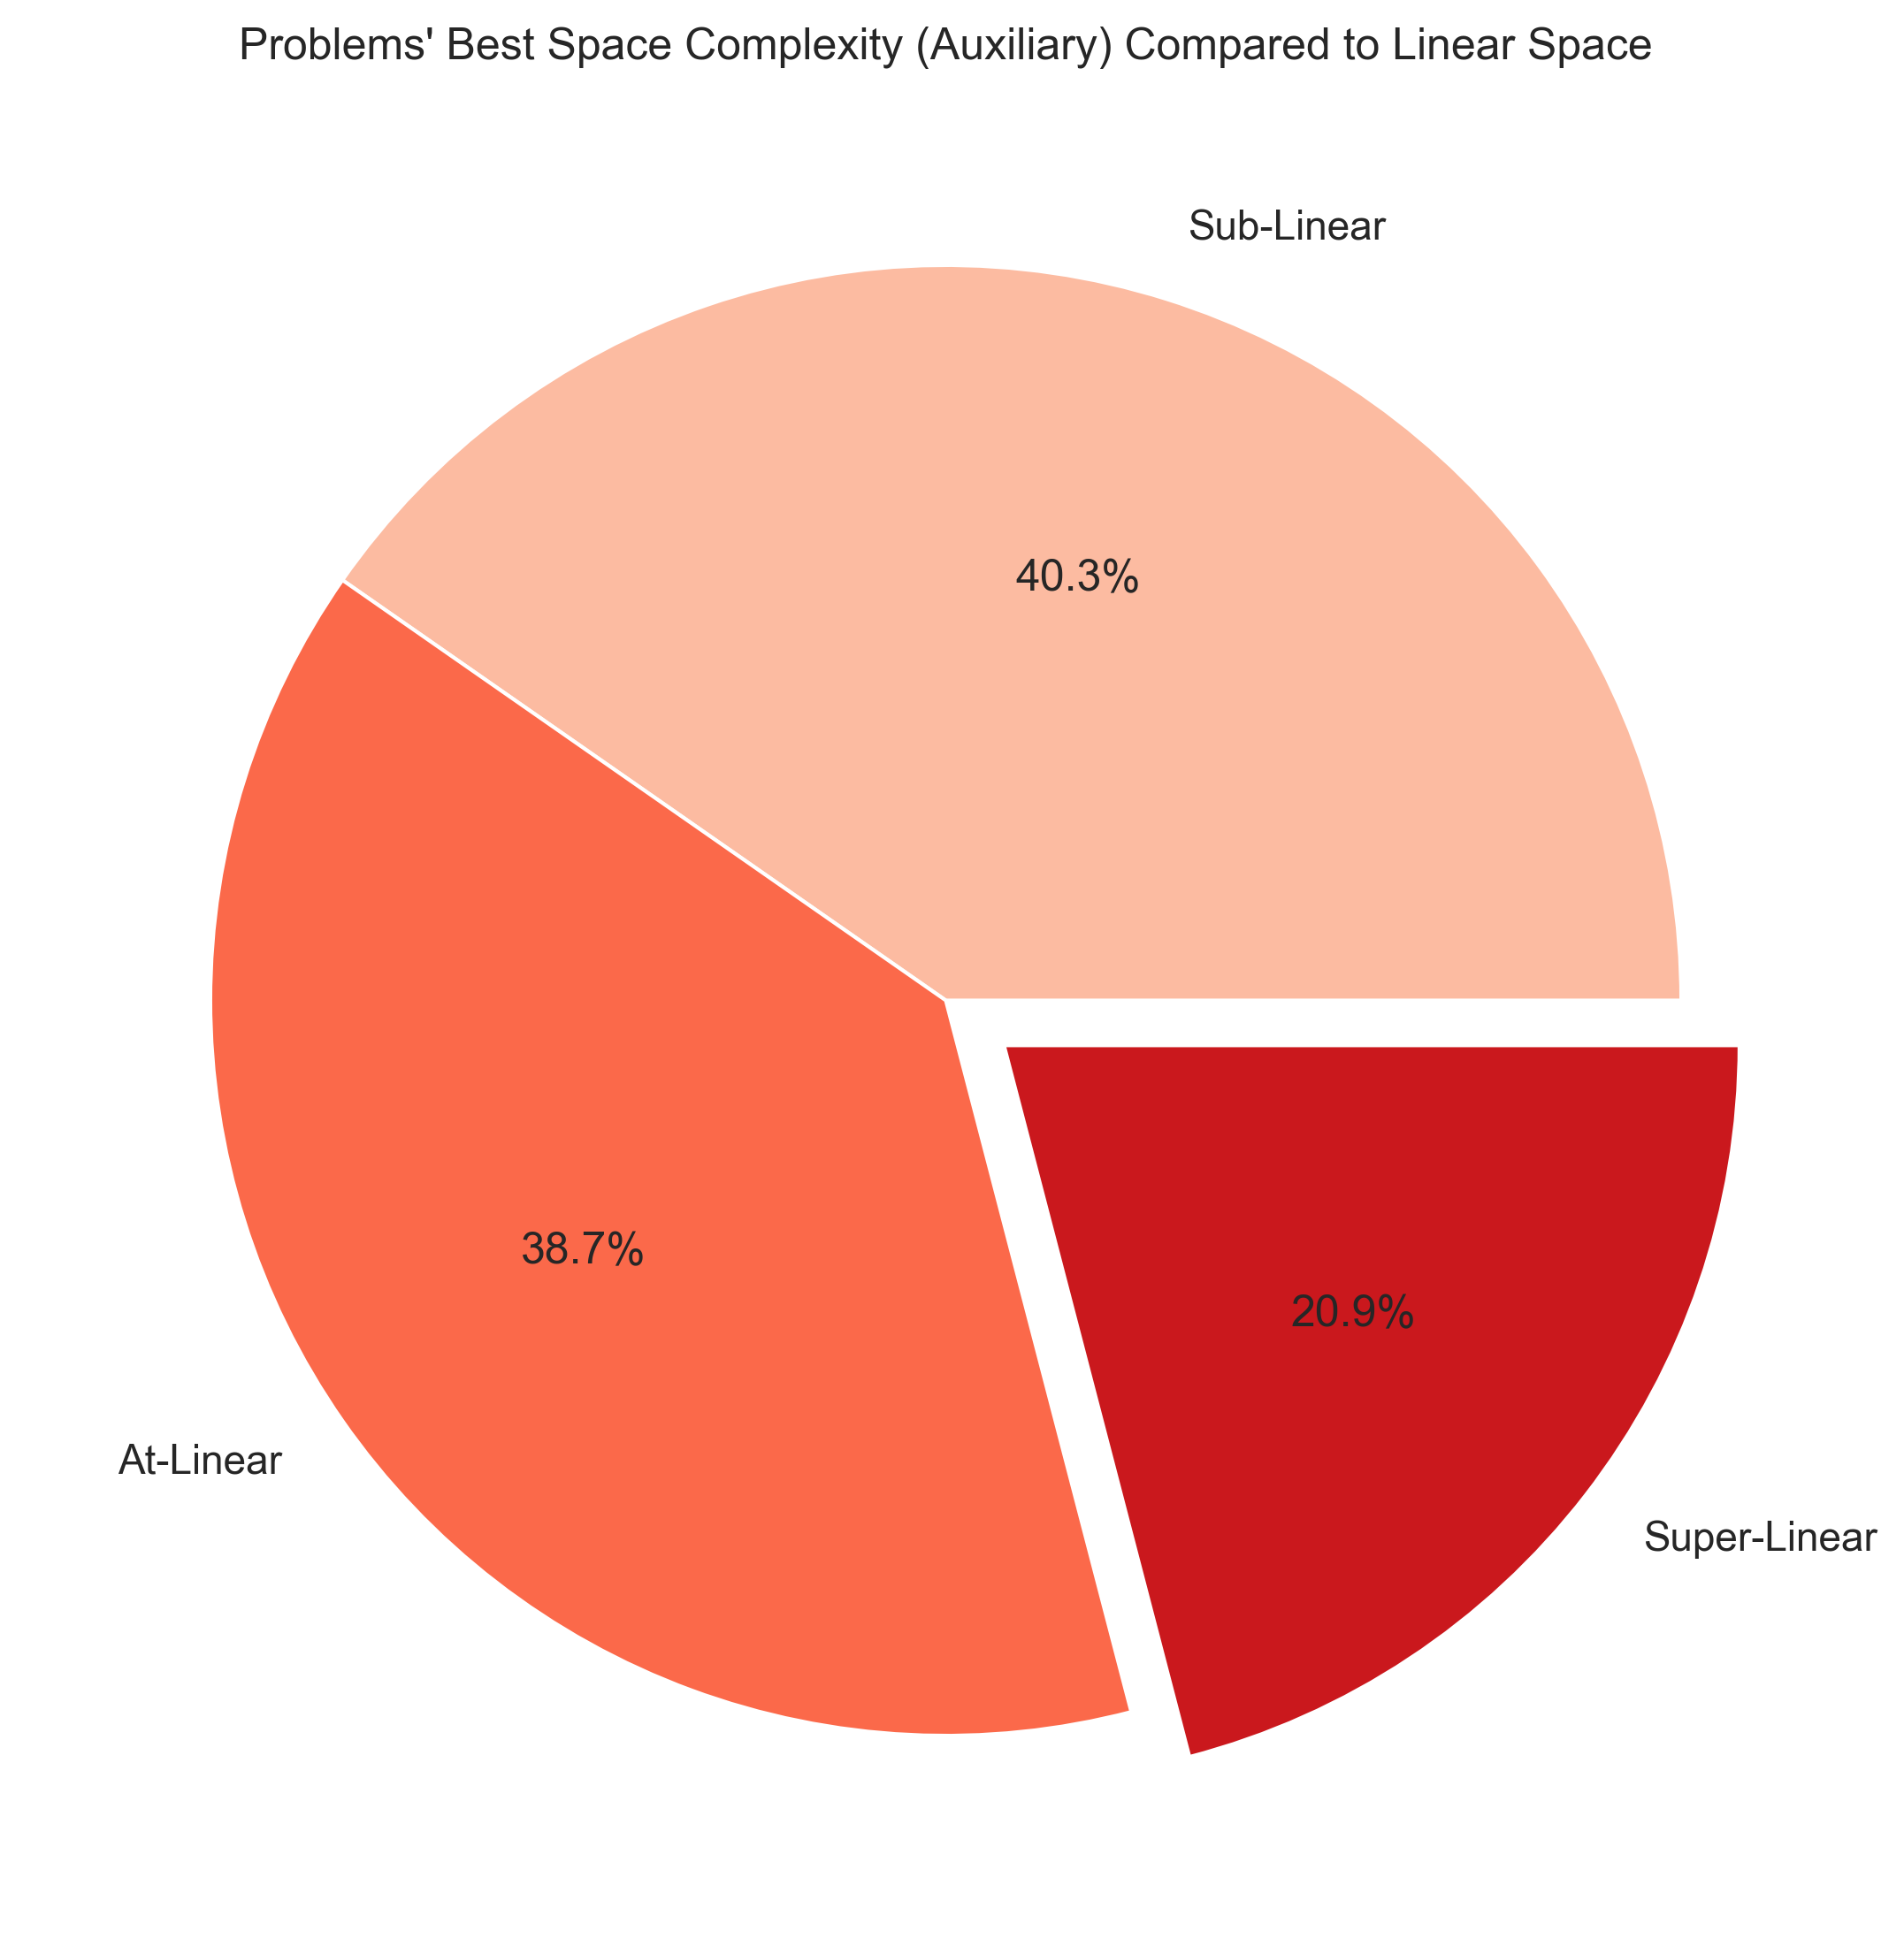 Problems' Best Space Complexity (Auxiliary) Compared to Linear Space
Sub-Linear
40.3%
38.7%
20.9%
At-Linear
Super-Linear